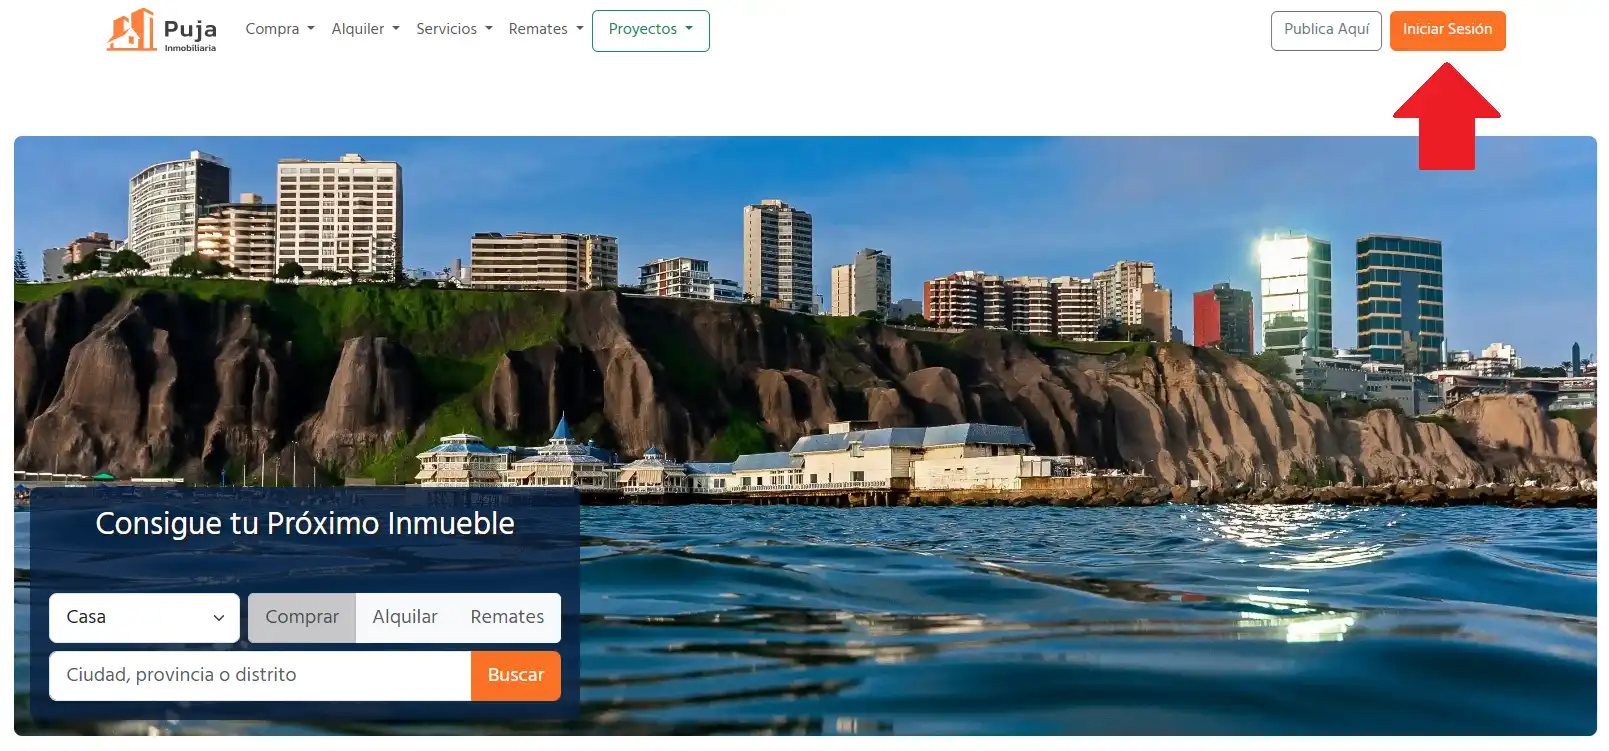 Puja
Inmobiliaria
Compra
Alquiler
Servicios
Remates
Proyectos
Publica Aquí
Iniciar Sesión
Consigue tu Próximo Inmueble
Casa
Comprar
Alquilar
Remates
Ciudad, provincia o distrito
Buscar